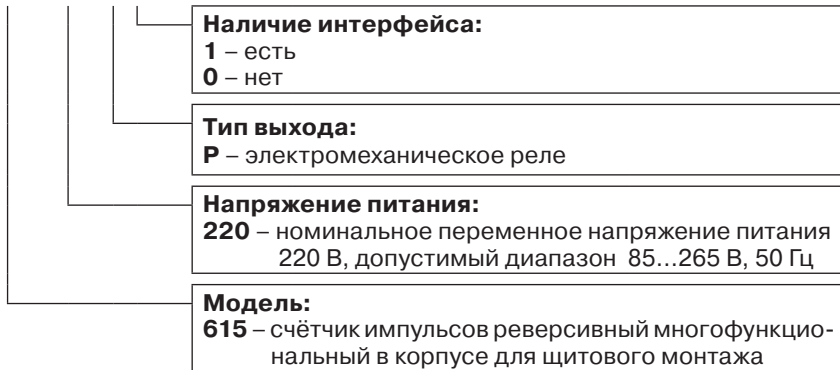 Наличие интерфейса:
1 – есть
0 – нет
Тип выхода:
Р – электромеханическое реле
Напряжение питания:
220 – номинальное переменное напряжение питания
220 В, допустимый диапазон 85...265 В, 50 Гц
Модель:
615 – счётчик импульсов реверсивный многофункцио-
нальный в корпусе для щитового монтажа